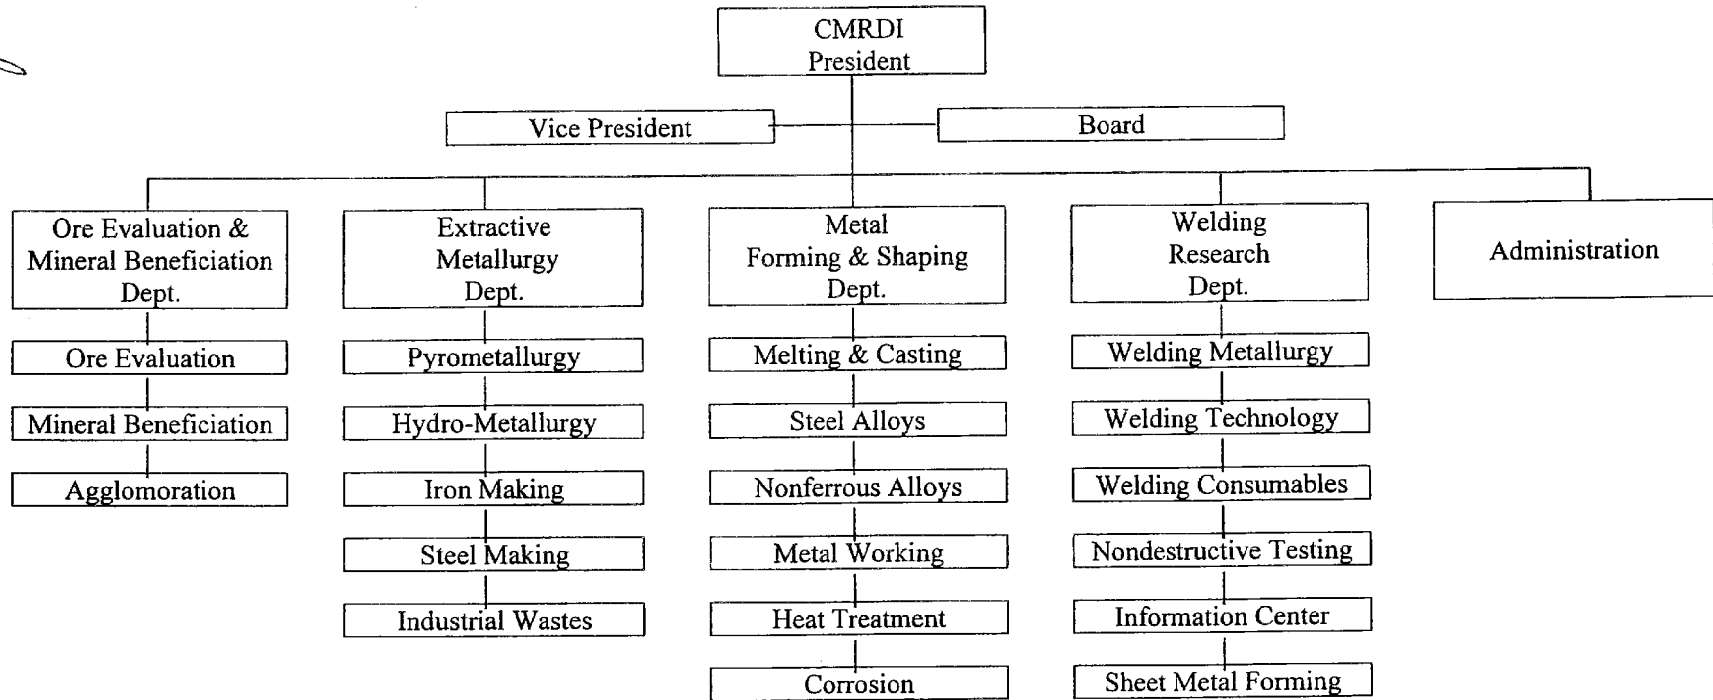 CMRDI
President
Vice President
Board
Ore Evaluation &
Mineral Beneficiation
Dept.
Ore Evaluation
Mineral Beneficiation
Agglomoration
Extractive
Metallurgy
Dept.
Pyrometallurgy
Hydro-Metallurgy
Iron Making
Steel Making
Industrial Wastes
Metal
Forming & Shaping
Dept.
Melting & Casting
Steel Alloys
Nonferrous Alloys
Metal Working
Heat Treatment
Corrosion
Welding
Research
Dept.
Welding Metallurgy
Welding Technology
Welding Consumables
Nondestructive Testing
Information Center
Sheet Metal Forming
Administration